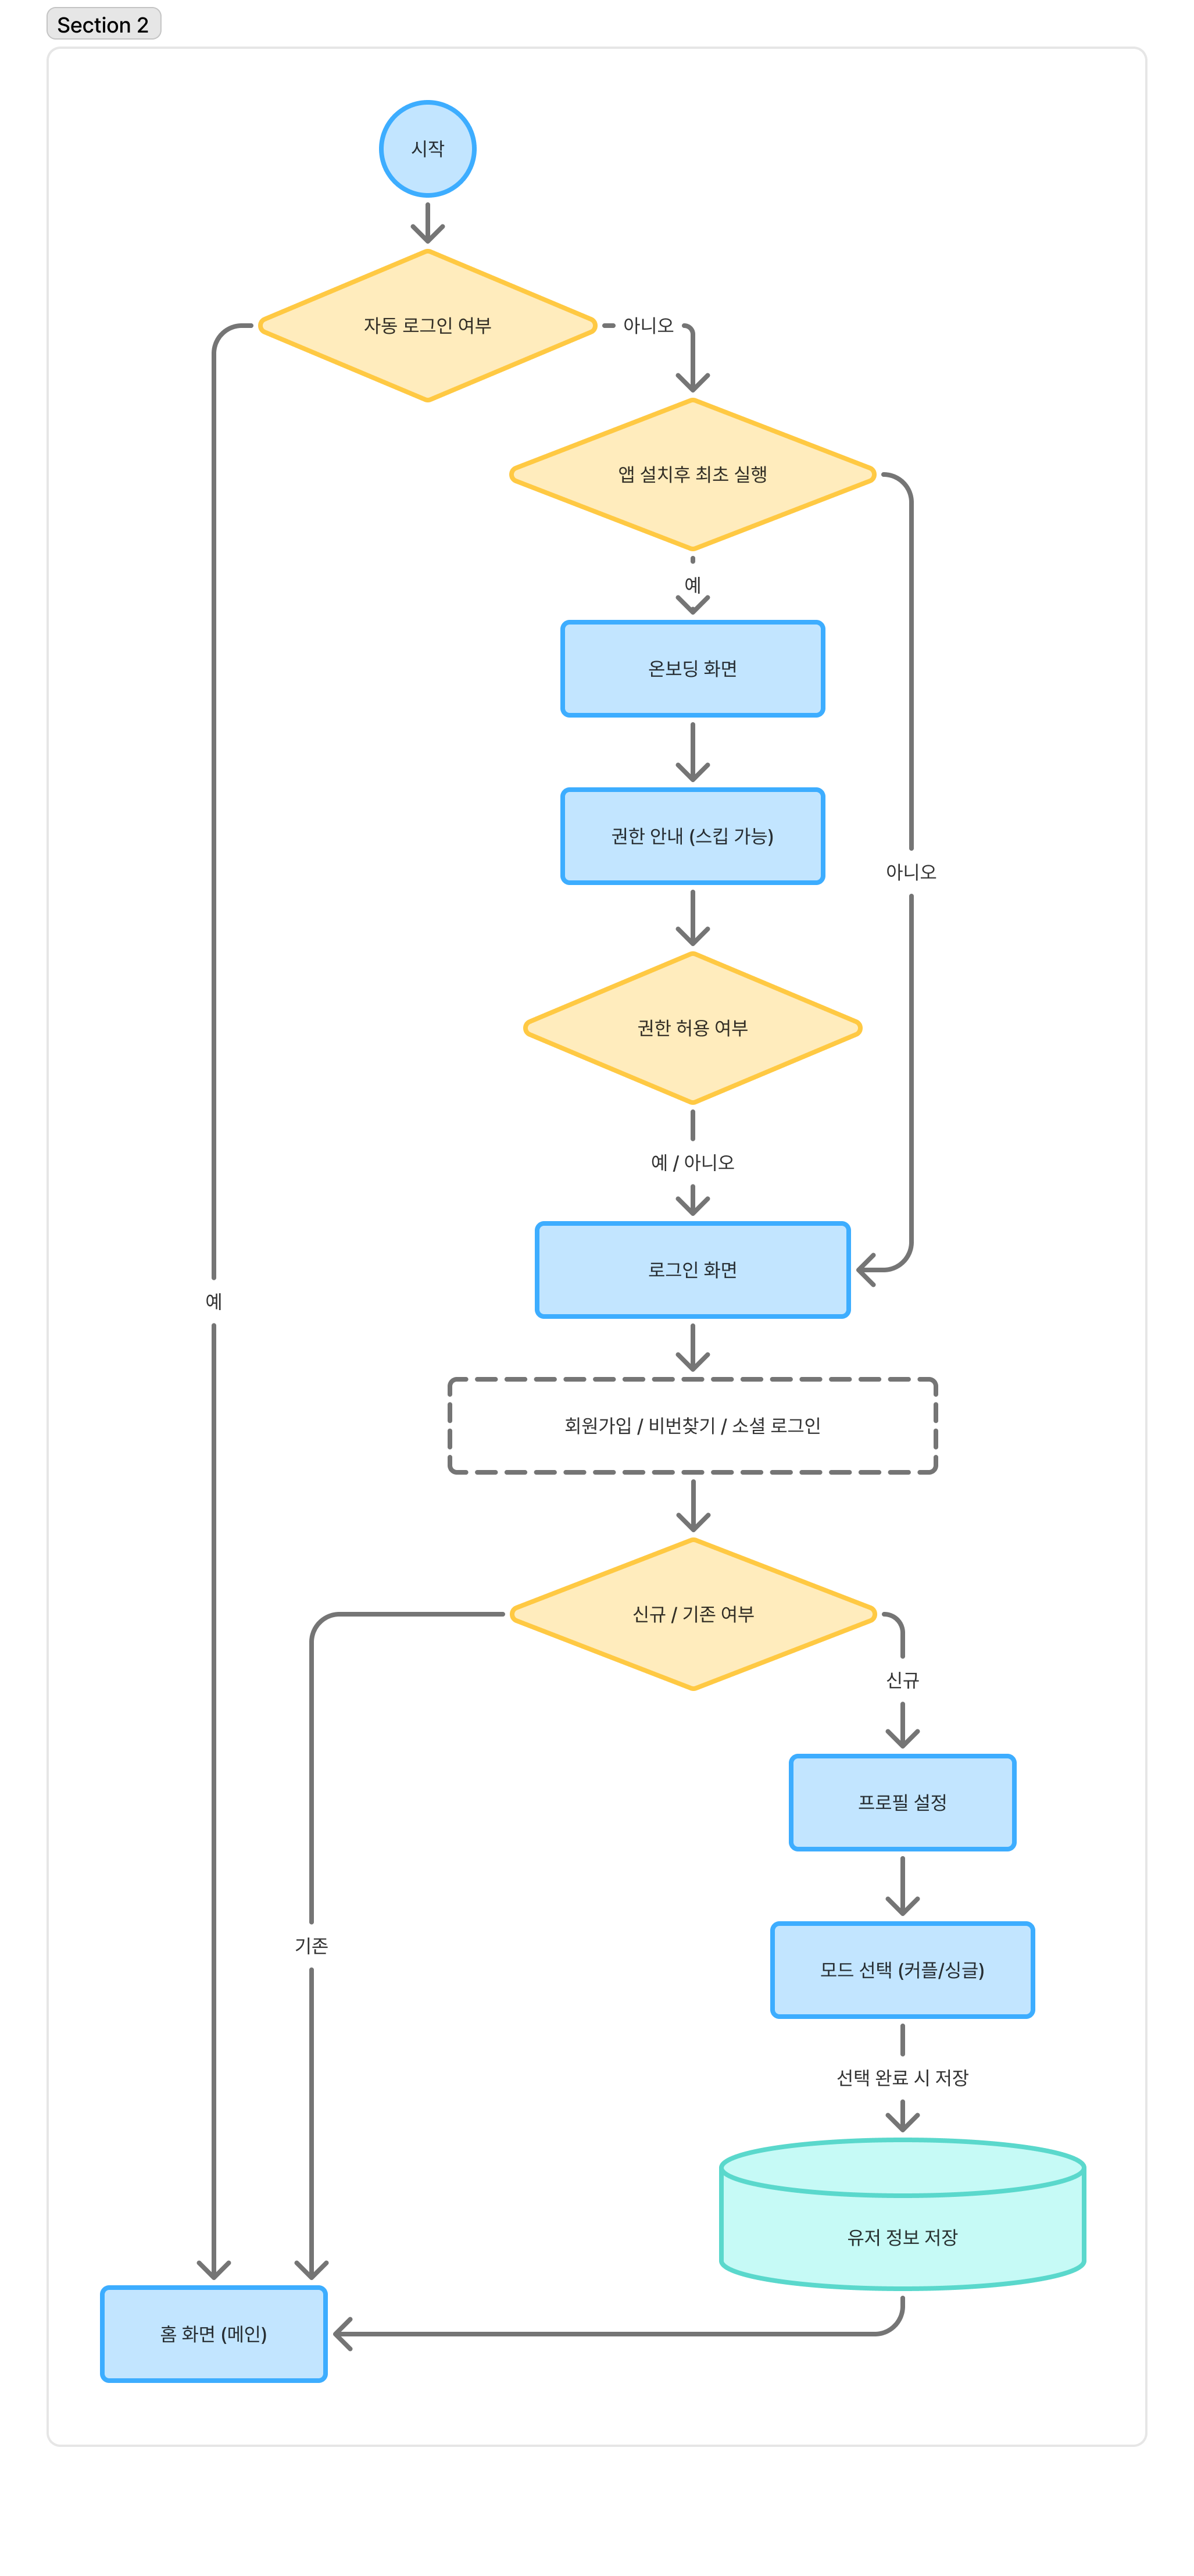 Section 2
시작
자동 로그인 여부
아니오
앱 설치후 최초 실행
예
온보딩 화면
권한 안내 (스킵 가능)
아니오
권한 허용 여부
예 / 아니오
로그인 화면
예
회원가입 / 비번찾기 / 소셜 로그인
신규 / 기존 여부
신규
프로필 설정
기존
모드 선택 (커플/싱글)
선택 완료 시 저장
유저 정보 저장
홈 화면 (메인)